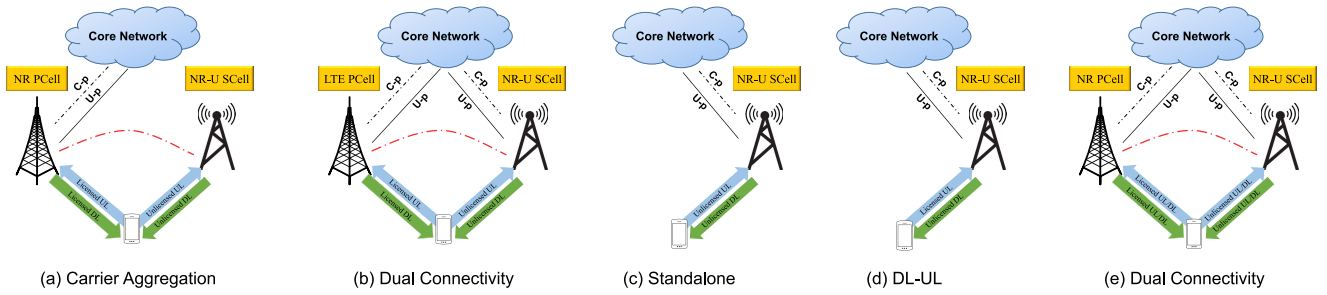 Core Network
NR PCell
NR-U SCell
C-p
U-p
Licensed UL
Licensed DL
Unlicensed UL
Unlicensed DL
(a) Carrier Aggregation
Core Network
LTE PCell
NR-U SCell
C-p
U-p
C-p
U-p
Licensed UL
Licensed DL
Unlicensed UL
Unlicensed DL
(b) Dual Connectivity
Core Network
NR-U SCell
C-p
U-p
Unlicensed UL
Unlicensed DL
(c) Standalone
Core Network
NR-U SCell
C-p
U-p
Licensed UL
Unlicensed DL
(d) DL-UL
Core Network
NR PCell
NR-U SCell
C-p
U-p
C-p
U-p
Licensed UL/DL
Licensed UL/DL
Unlicensed UL/DL
Unlicensed UL/DL
(e) Dual Connectivity